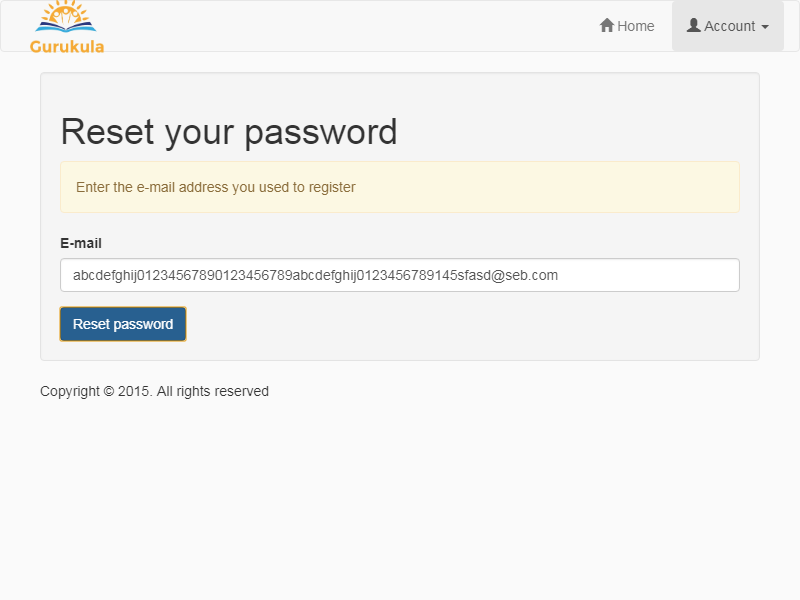 Gurukula
Home
Account
Reset your password
Enter the e-mail address you used to register
E-mail
abcdefghij01234567890123456789abcdefghij0123456789145sfasd@seb.com
Reset password
Copyright © 2015. All rights reserved